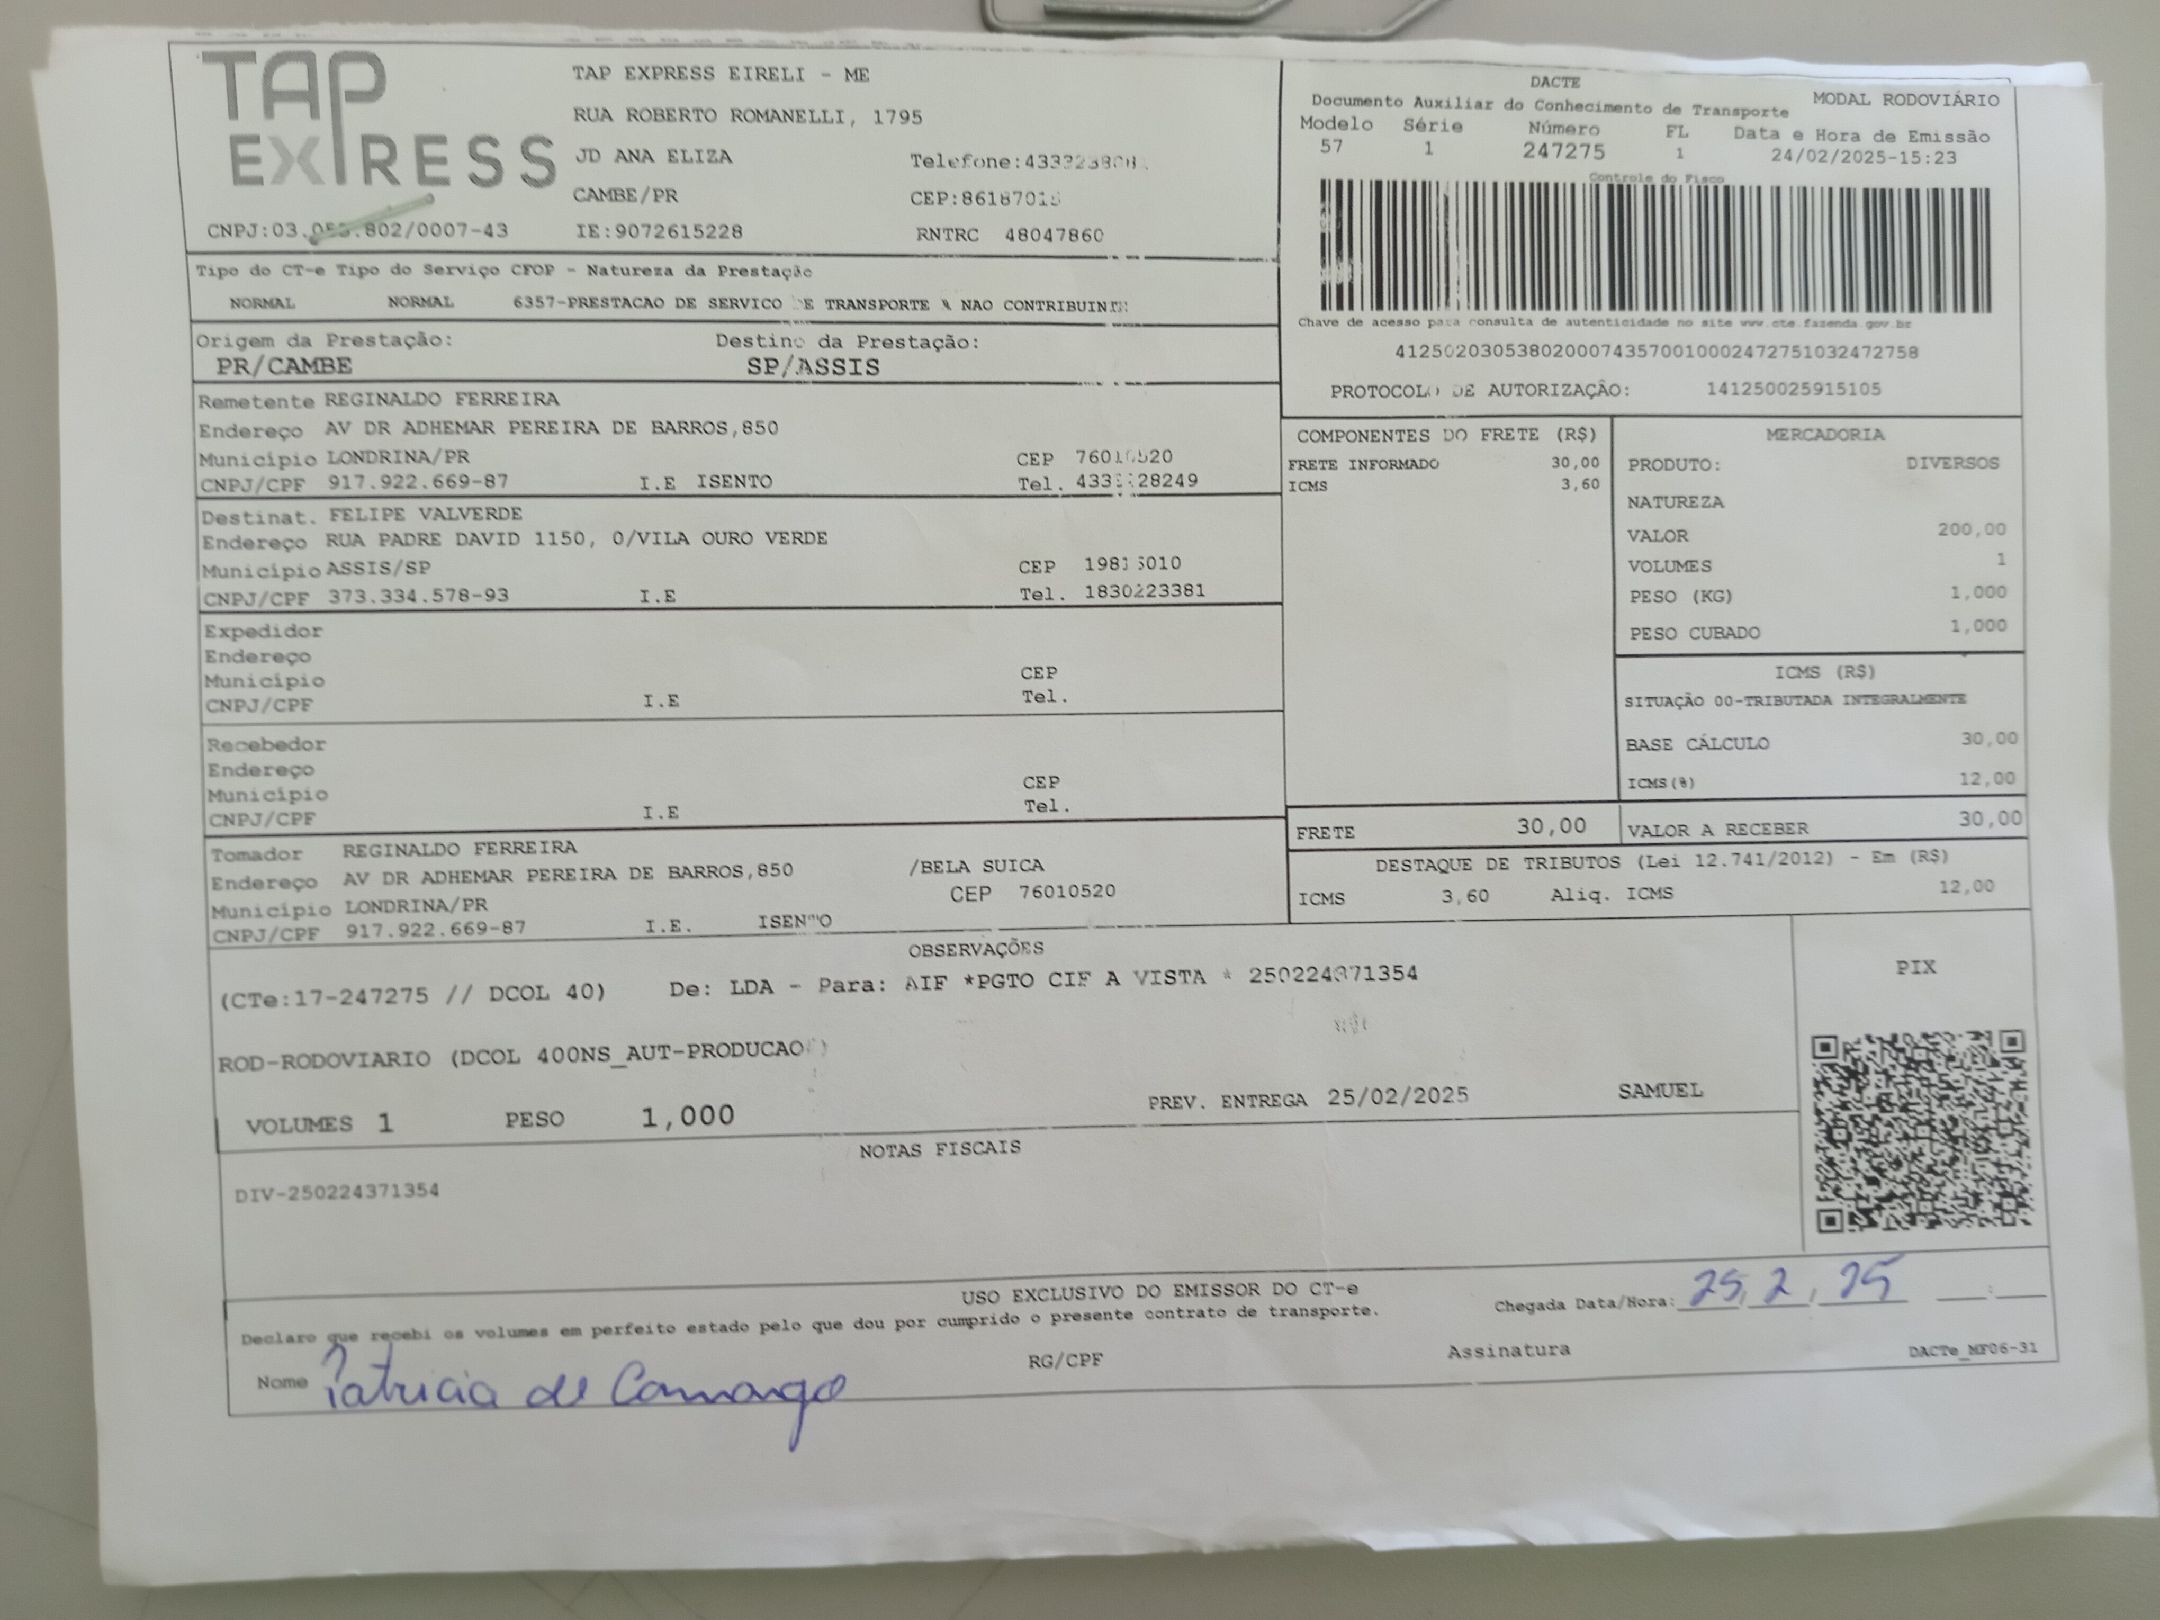 TAP EXPRESS
TAP EXPRESS EIRELI - ME
RUA ROBERTO ROMANELLI, 1795
JD ANA ELIZA
CAMBE/PR CEP:
CNPJ: /0007-43 IE:9072615228 RNTRC 48047860
DACTE
Documento Auxiliar do Conhecimento de Transporte MODAL RODOVIÁRIO
Modelo Série Número FL Data e Hora de Emissão
57 1 247275 1 24/02/2025-15:23
Controle do Fisco
Chave de acesso para consulta de autenticidade no site www.cte.fazenda.gov.br
41250203053802000743570010002472751032472758
PROTOCOLO DE AUTORIZAÇÃO: 141250025915105
Tipo do CT-e Tipo do Serviço CFOP - Natureza da Prestação
NORMAL NORMAL 6357-PRESTACAO DE SERVICO DE TRANSPORTE NAO CONTRIBUINTE
Origem da Prestação: Destino da Prestação:
PR/CAMBE SP/ASSIS
Remetente REGINALDO FERREIRA
Endereço AV DR ADHEMAR PEREIRA DE BARROS,850
Município LONDRINA/PR CEP
CNPJ/CPF 917.922.669-87 I.E ISENTO Tel.
Destinat. FELIPE VALVERDE
Endereço RUA PADRE DAVID 1150, 0/VILA OURO VERDE
Município ASSIS/SP CEP
CNPJ/CPF 373.334.578-93 I.E Tel. 1830223381
Expedidor
Endereço
Município CEP
CNPJ/CPF I.E Tel.
Recebedor
Endereço
Município CEP
CNPJ/CPF I.E Tel.
Tomador REGINALDO FERREIRA
Endereço AV DR ADHEMAR PEREIRA DE BARROS,850 /BELA SUICA
Município LONDRINA/PR CEP 76010520
CNPJ/CPF 917.922.669-87 I.E. ISENTO
COMPONENTES DO FRETE (R$)
FRETE INFORMADO 30,00
ICMS 3,60
MERCADORIA
PRODUTO: DIVERSOS
NATUREZA
VALOR 200,00
VOLUMES 1
PESO (KG) 1,000
PESO CUBADO 1,000
ICMS (R$)
SITUAÇÃO 00-TRIBUTADA INTEGRALMENTE
BASE CÁLCULO 30,00
ICMS(%) 12,00
FRETE 30,00 VALOR A RECEBER 30,00
DESTAQUE DE TRIBUTOS (Lei 12.741/2012) - Em (R$)
ICMS 3,60 Aliq. ICMS 12,00
OBSERVAÇÕES
(CTe:17-247275 // DCOL 40) De: LDA - Para: AIF *PGTO CIF A VISTA * 250224371354
ROD-RODOVIARIO (DCOL 400NS_AUT-PRODUCAO )
VOLUMES 1 PESO 1,000 PREV. ENTREGA 25/02/2025 SAMUEL
PIX
NOTAS FISCAIS
DIV-250224371354
USO EXCLUSIVO DO EMISSOR DO CT-e
Declaro que recebi os volumes em perfeito estado pelo que dou por cumprido o presente contrato de transporte.
Chegada Data/Hora: 25, 2, 25 :
Nome Patricia de Camargo RG/CPF Assinatura DACTe_MF06-31